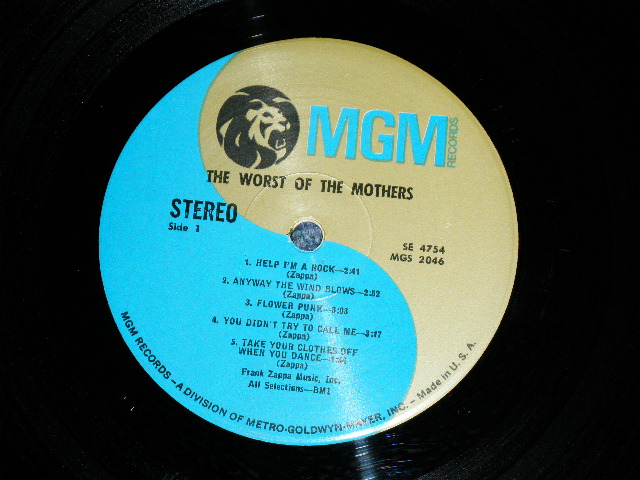 MGM
RECORDS
THE WORST OF THE MOTHERS
STEREO
Side 1
SE 4754
MGS 2046
1. HELP I'M A ROCK—2:41
(Zappa)
2. ANYWAY THE WIND BLOWS—2:52
(Zappa)
3. FLOWER PUNK—3:03
(Zappa)
4. YOU DIDN'T TRY TO CALL ME—3:17
(Zappa)
5. TAKE YOUR CLOTHES OFF
WHEN YOU DANCE—1:34
(Zappa)
Frank Zappa Music, Inc.
All Selections—BMI
MGM RECORDS—A DIVISION OF METRO-GOLDWYN-MAYER, INC. – Made in U. S. A.